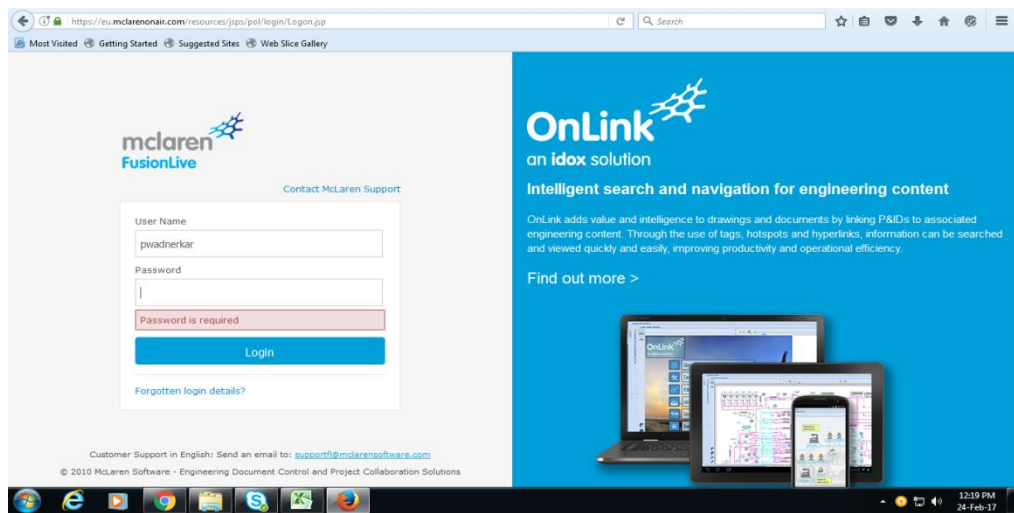 https://eu.mclarenonair.com/resources/jsps/pol/login/Logon.jsp
Search
Most Visited
Getting Started
Suggested Sites
Web Slice Gallery
mclaren
FusionLive
Contact McLaren Support
User Name
pwadnerkar
Password
Password is required
Login
Forgotten login details?
Customer Support in English: Send an email to: supportfl@mclarensoftware.com
© 2010 McLaren Software - Engineering Document Control and Project Collaboration Solutions
OnLink
an idox solution
Intelligent search and navigation for engineering content
OnLink adds value and intelligence to drawings and documents by linking P&IDs to associated
engineering content. Through the use of tags, hotspots and hyperlinks, information can be searched
and viewed quickly and easily, improving productivity and operational efficiency.
Find out more >
OnLink
12:19 PM
24-Feb-17